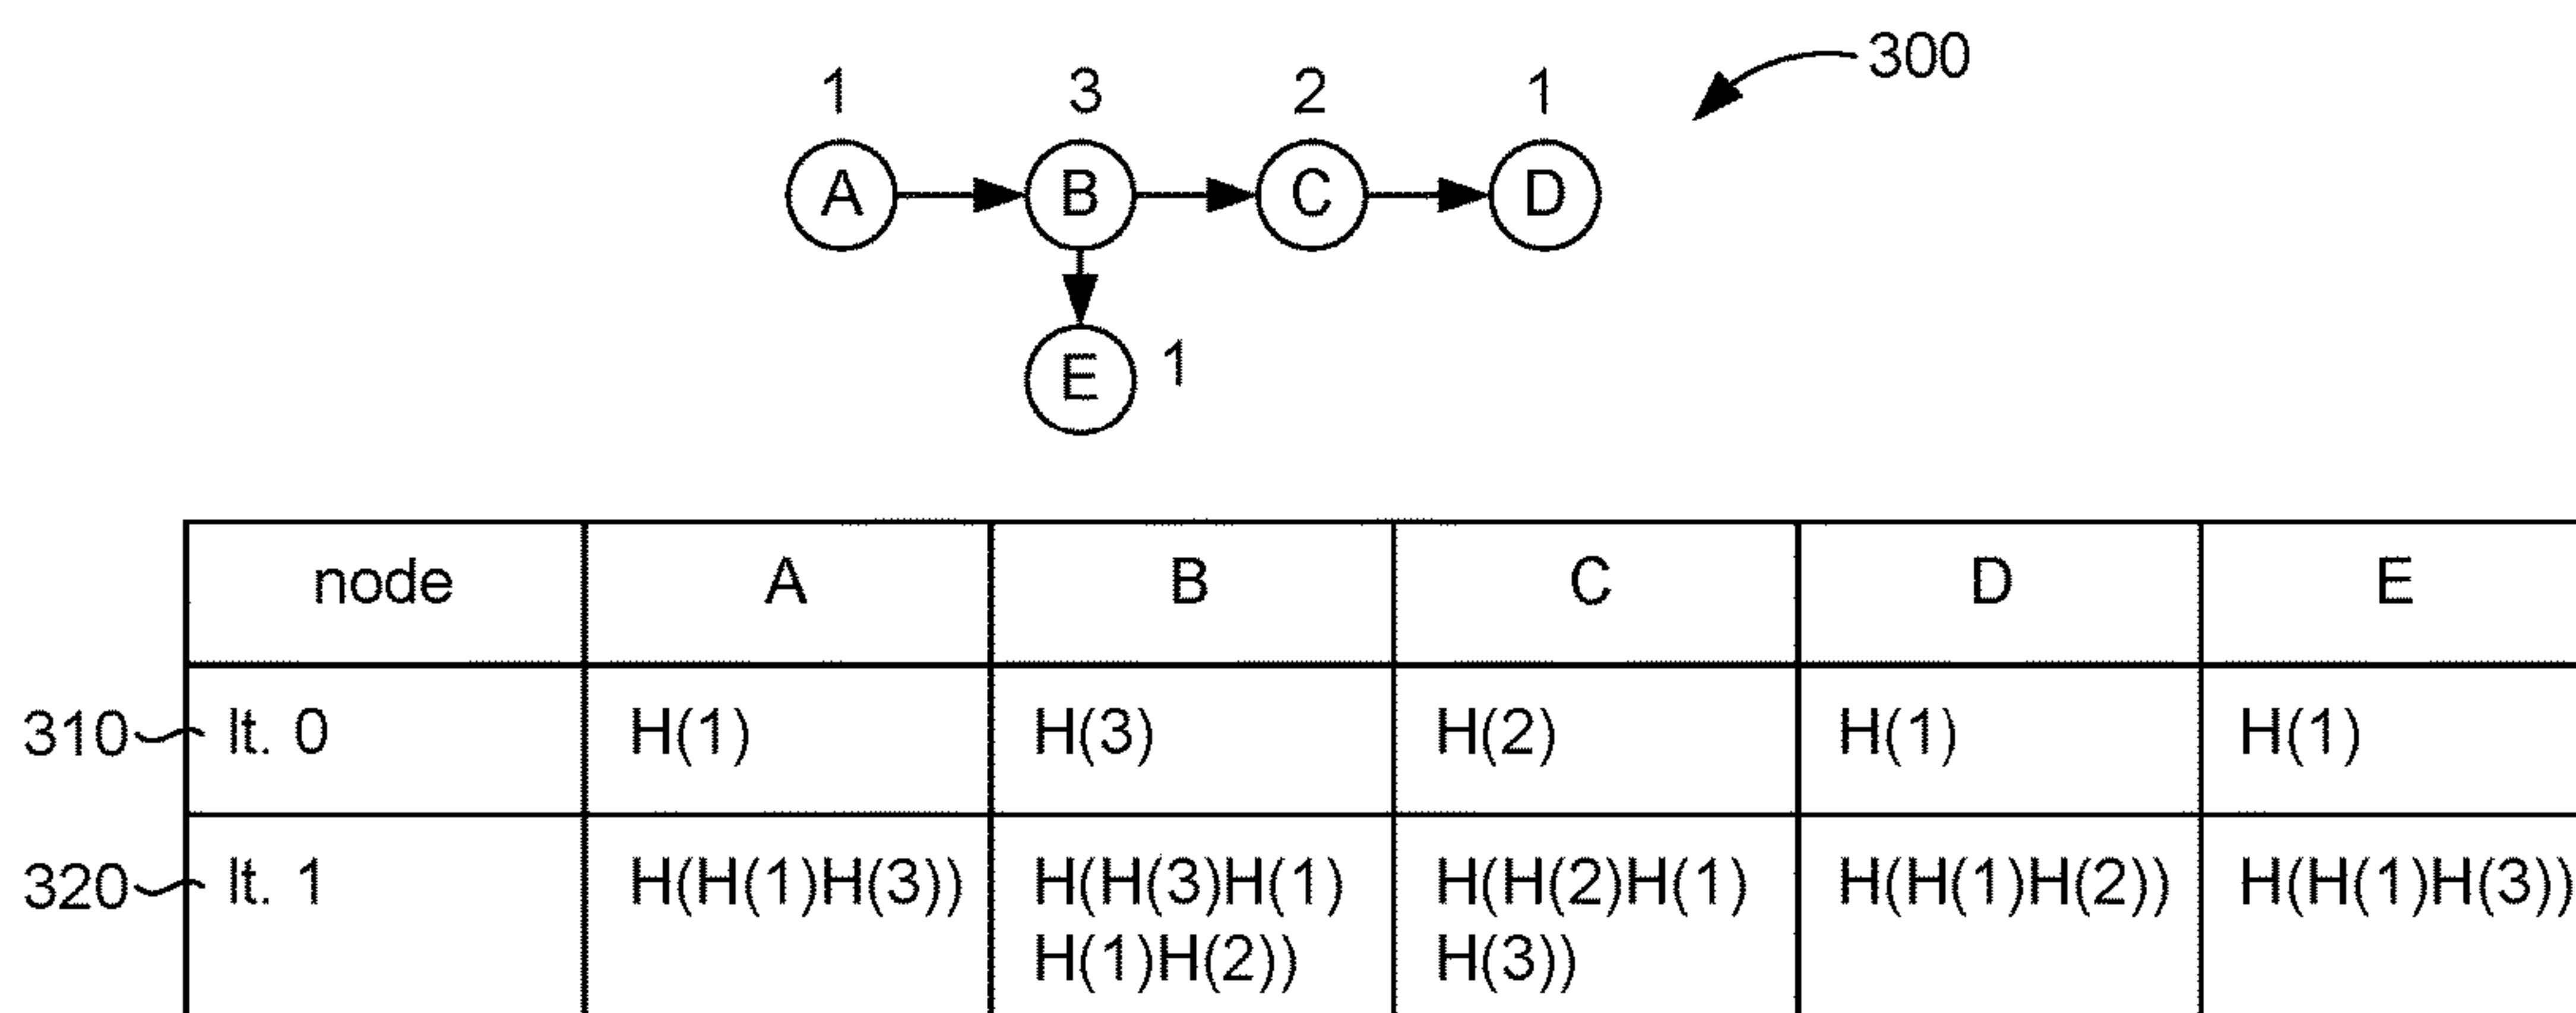 1 3 2 1 300
A B C D
E 1
node A B C D E
310 It. 0 H(1) H(3) H(2) H(1) H(1)
320 It. 1 H(H(1)H(3)) H(H(3)H(1) H(H(2)H(1) H(H(1)H(2)) H(H(1)H(3))
H(1)H(2)) H(3))